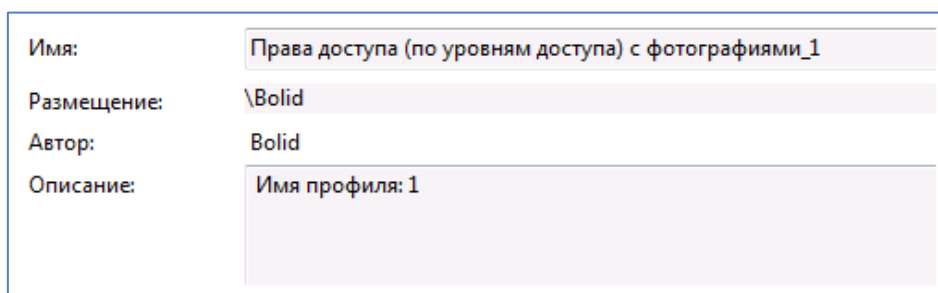 Имя: Права доступа (по уровням доступа) с фотографиями_1
Размещение: \Bolid
Автор: Bolid
Описание: Имя профиля: 1